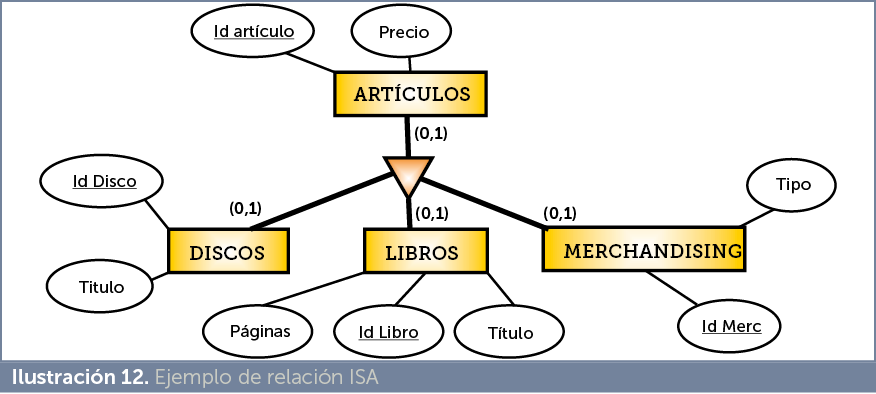 Id artículo
Precio
ARTÍCULOS
(0,1)
Id Disco
Tipo
(0,1)
(0,1)
(0,1)
DISCOS
LIBROS
MERCHANDISING
Titulo
Páginas
Id Libro
Título
Id Merc
Ilustración 12. Ejemplo de relación ISA